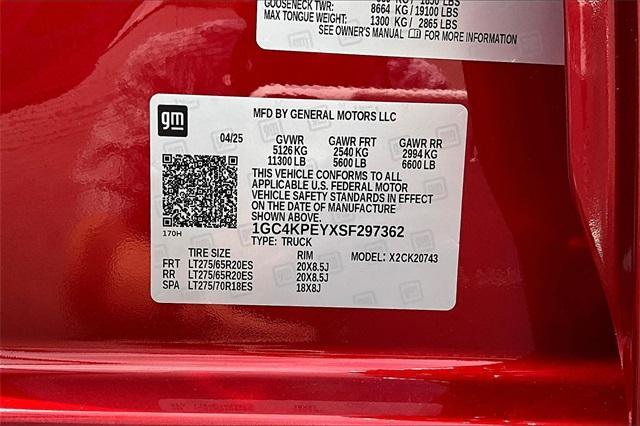 GOOSENECK TWR: 8664 KG / 19100 LBS
MAX TONGUE WEIGHT: 1300 KG / 2865 LBS
SEE OWNER'S MANUAL FOR MORE INFORMATION
gm
MFD BY GENERAL MOTORS LLC
04/25 GVWR GAWR FRT GAWR RR
5126 KG 2540 KG 2994 KG
11300 LB 5600 LB 6600 LB
THIS VEHICLE CONFORMS TO ALL
APPLICABLE U.S. FEDERAL MOTOR
VEHICLE SAFETY STANDARDS IN EFFECT
ON THE DATE OF MANUFACTURE
SHOWN ABOVE.
170H 1GC4KPEYXSF297362
TYPE: TRUCK
TIRE SIZE RIM MODEL: X2CK20743
FRT LT275/65R20ES 20X8.5J
RR LT275/65R20ES 20X8.5J
SPA LT275/70R18ES 18X8J